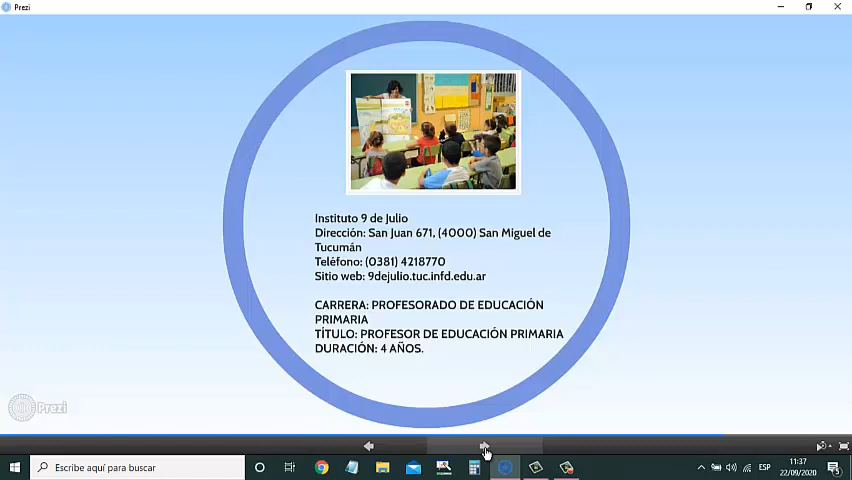 Prezi
Instituto 9 de Julio
Dirección: San Juan 671, (4000) San Miguel de
Tucumán
Teléfono: (0381) 4218770
Sitio web: 9dejulio.tuc.infd.edu.ar
CARRERA: PROFESORADO DE EDUCACIÓN
PRIMARIA
TÍTULO: PROFESOR DE EDUCACIÓN PRIMARIA
DURACIÓN: 4 AÑOS.
Prezi
Escribe aquí para buscar
ESP
11:37
22/09/2020